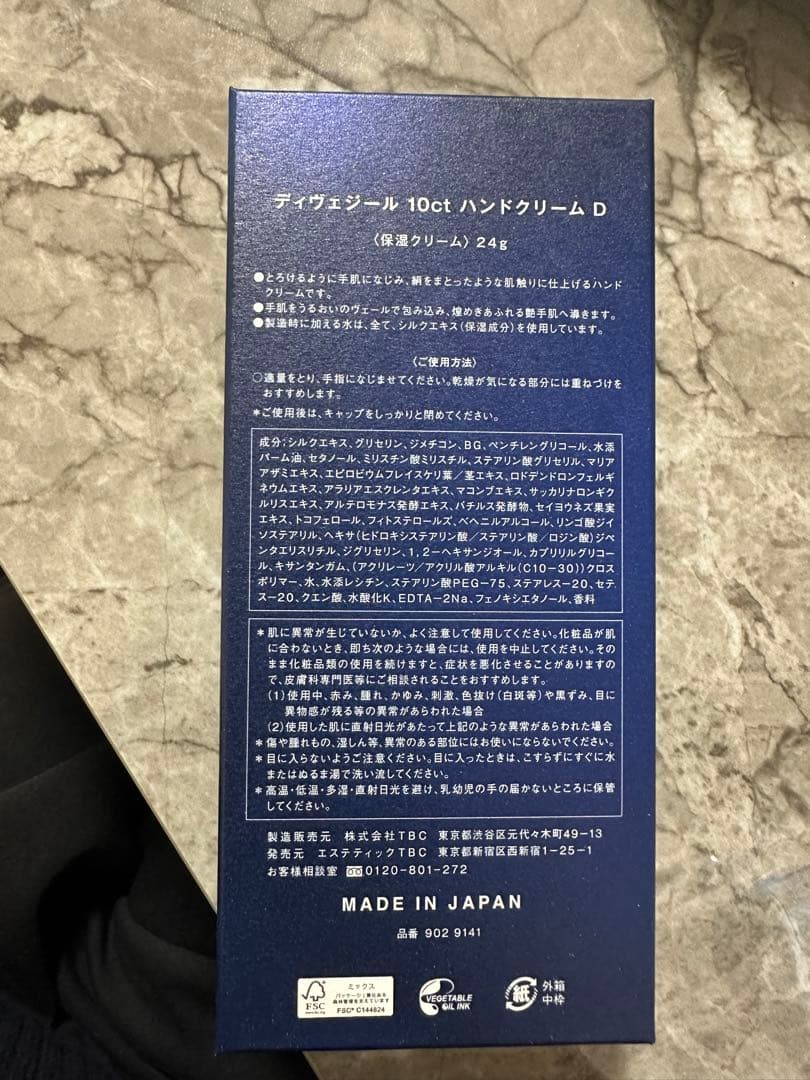 ディヴェジール 10ct ハンドクリーム D
〈保湿クリーム〉24g
●とろけるように手肌になじみ、絹をまとったような肌触りに仕上げるハンド
クリームです。
●手肌をうるおいのヴェールで包み込み、煌めきあふれる艶手肌へ導きます。
●製造時に加える水は、全て、シルクエキス(保湿成分)を使用しています。
〈ご使用方法〉
○適量をとり、手指になじませてください。乾燥が気になる部分には重ねづけを
おすすめします。
＊ご使用後は、キャップをしっかりと閉めてください。
成分：シルクエキス、グリセリン、ジメチコン、BG、ペンチレングリコール、水添
パーム油、セタノール、ミリスチン酸ミリスチル、ステアリン酸グリセリル、マリア
アザミエキス、エピロビウムフレイスケリ葉／茎エキス、ロドデンドロンフェルギ
ネウムエキス、アラリアエスクレンタエキス、マコンブエキス、サッカリナロンギク
ルリスエキス、アルテロモナス発酵エキス、バチルス発酵物、セイヨウネズ果実
エキス、トコフェロール、フィトステロールズ、ベヘニルアルコール、リンゴ酸ジイ
ソステアリル、ヘキサ(ヒドロキシステアリン酸／ステアリン酸／ロジン酸)ジペ
ンタエリスリチル、ジグリセリン、1,2－ヘキサンジオール、カプリリルグリコー
ル、キサンタンガム、(アクリレーツ／アクリル酸アルキル(C10－30))クロス
ポリマー、水、水添レシチン、ステアリン酸PEG－75、ステアレス－20、セテ
ス－20、クエン酸、水酸化K、EDTA－2Na、フェノキシエタノール、香料
＊肌に異常が生じていないか、よく注意して使用してください。化粧品が肌
に合わないとき、即ち次のような場合には、使用を中止してください。その
まま化粧品類の使用を続けますと、症状を悪化させることがありますの
で、皮膚科専門医等にご相談されることをおすすめします。
(1)使用中、赤み、腫れ、かゆみ、刺激、色抜け(白斑等)や黒ずみ、目に
異物感が残る等の異常があらわれた場合
(2)使用した肌に直射日光があたって上記のような異常があらわれた場合
＊傷や腫れもの、湿しん等、異常のある部位にはお使いにならないでください。
＊目に入らないようご注意ください。目に入ったときは、こすらずにすぐに水
またはぬるま湯で洗い流してください。
＊高温・低温・多湿・直射日光を避け、乳幼児の手の届かないところに保管
してください。
製造販売元 株式会社TBC 東京都渋谷区元代々木町49-13
発売元 エステティックTBC 東京都新宿区西新宿1-25-1
お客様相談室 0120-801-272
MADE IN JAPAN
品番 902 9141
FSC
www.fsc.org
ミックス
パッケージ｜責任ある
森林管理を支えています
FSC® C144824
VEGETABLE
OIL INK
紙
外箱
中枠